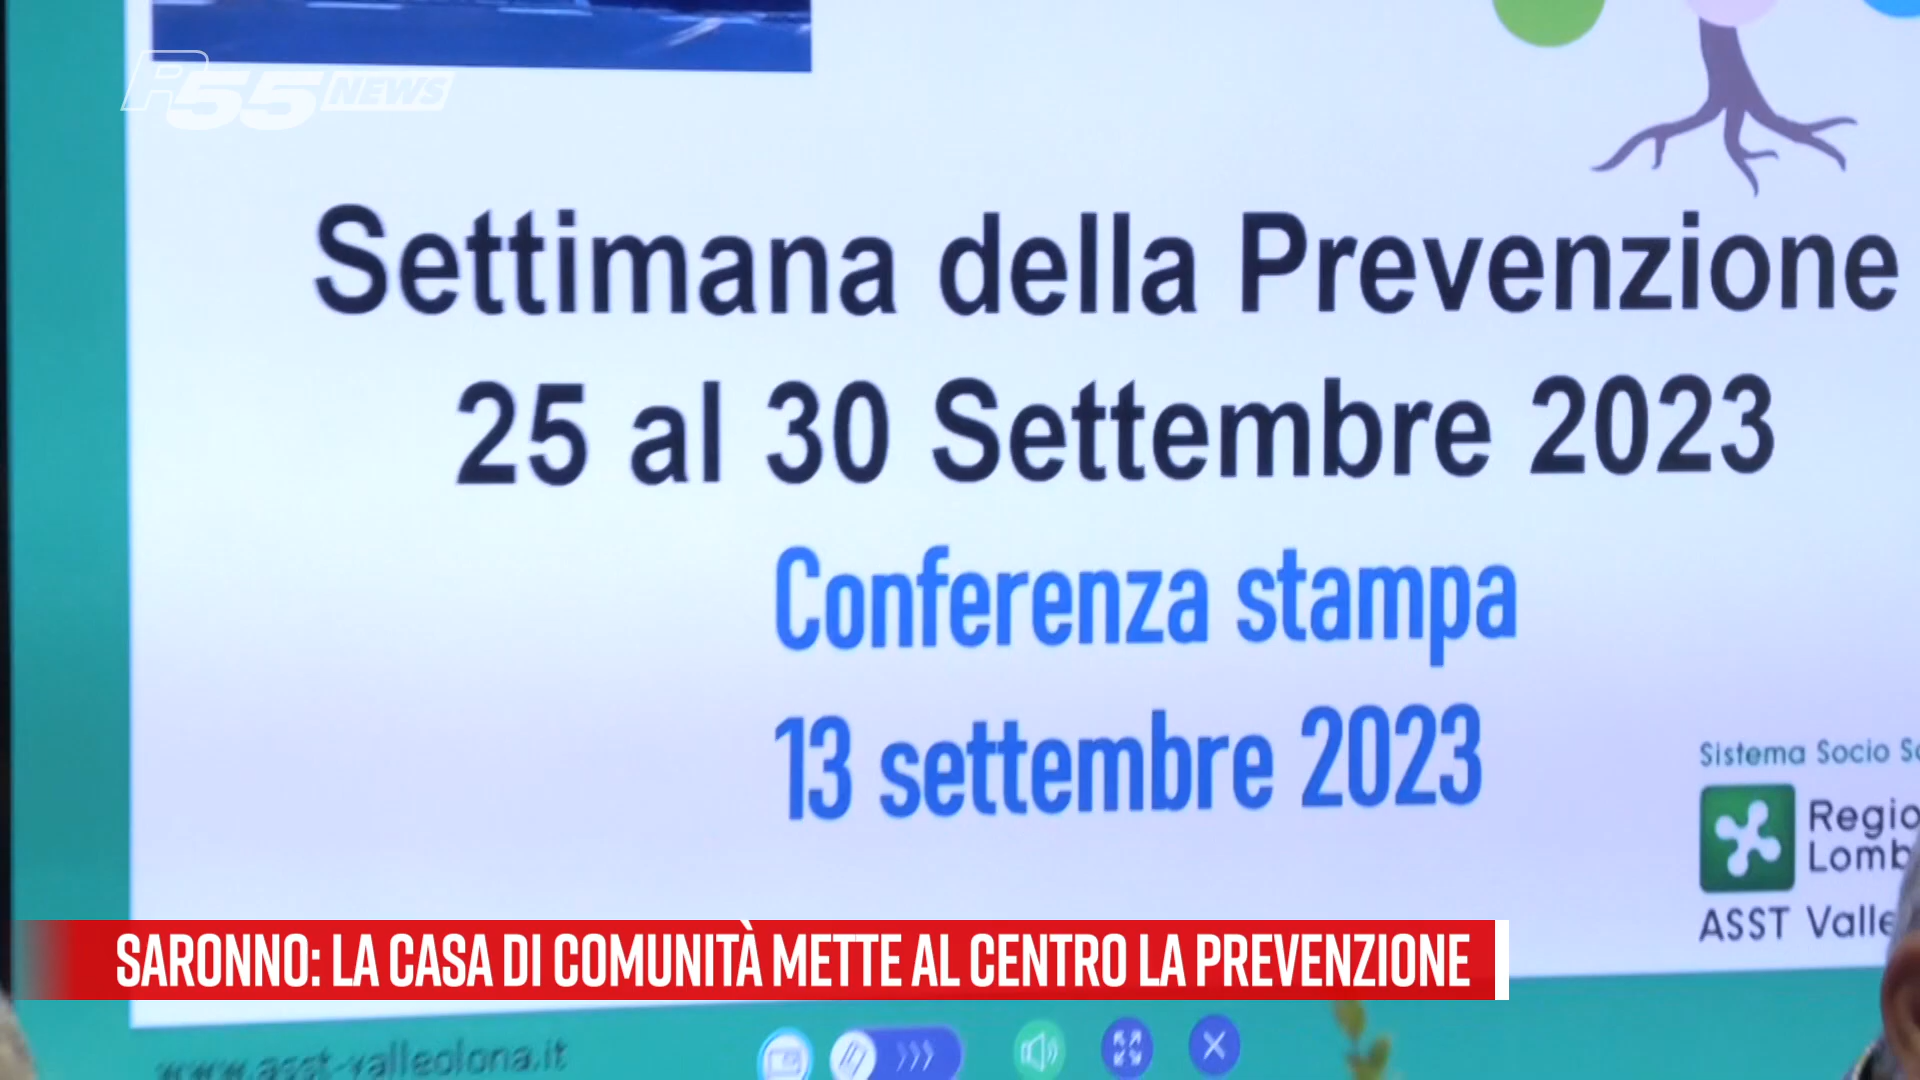 R55 NEWS
Settimana della Prevenzione
25 al 30 Settembre 2023
Conferenza stampa
13 settembre 2023
Sistema Socio
ASST
SARONNO: LA CASA DI COMUNITÀ METTE AL CENTRO LA PREVENZIONE
www.asst-valleolona.it